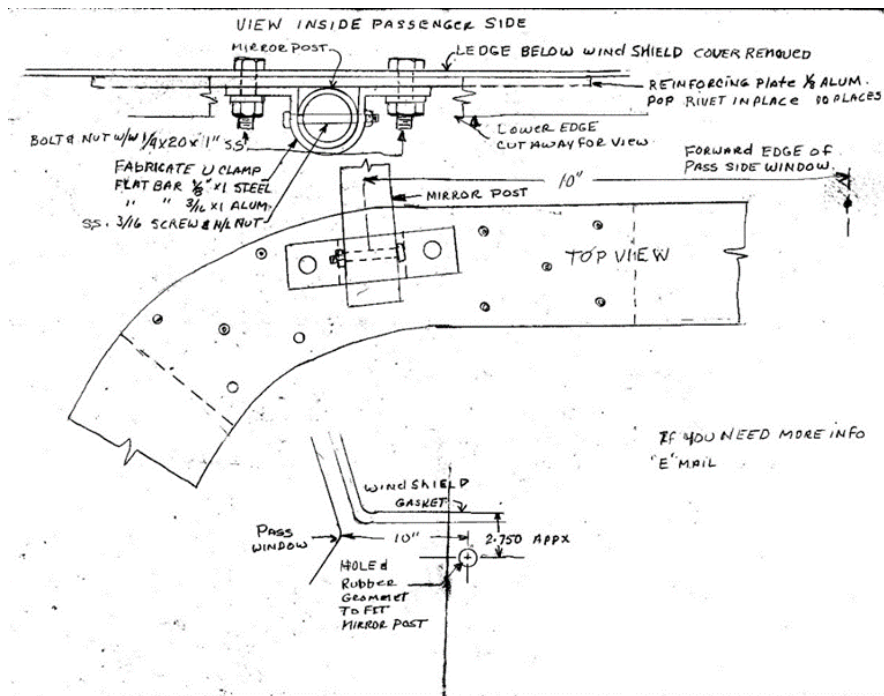 VIEW INSIDE PASSENGER SIDE
MIRROR POST
LEDGE BELOW WINDSHIELD COVER REMOVED
REINFORCING PLATE 1/8 ALUM.
POP RIVET IN PLACE 10 PLACES
LOWER EDGE
CUT AWAY FOR VIEW
BOLT & NUT W/W 1/4x20x1" S.S.
FABRICATE U CLAMP
FLAT BAR 1/8" x1 STEEL
" " 3/16 x1 ALUM.
S.S. 3/16 SCREW & N/L NUT
FORWARD EDGE OF
PASS SIDE WINDOW.
10"
MIRROR POST
TOP VIEW
IF YOU NEED MORE INFO
"E" MAIL
WINDSHIELD
GASKET
PASS
WINDOW
10"
2.750 APPX
HOLE &
RUBBER
GROMMET
TO FIT
MIRROR POST